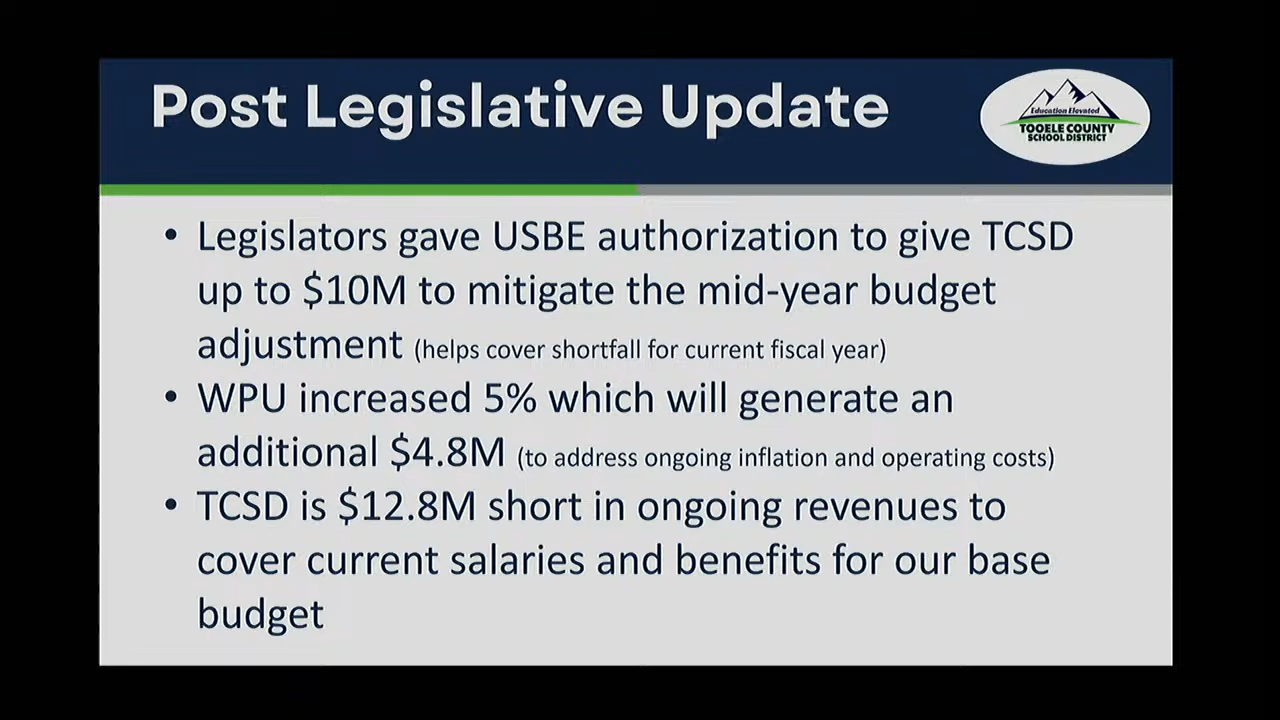 Post Legislative Update
Education Elevated
TOOELE COUNTY
SCHOOL DISTRICT
• Legislators gave USBE authorization to give TCSD
up to $10M to mitigate the mid-year budget
adjustment (helps cover shortfall for current fiscal year)
• WPU increased 5% which will generate an
additional $4.8M (to address ongoing inflation and operating costs)
• TCSD is $12.8M short in ongoing revenues to
cover current salaries and benefits for our base
budget